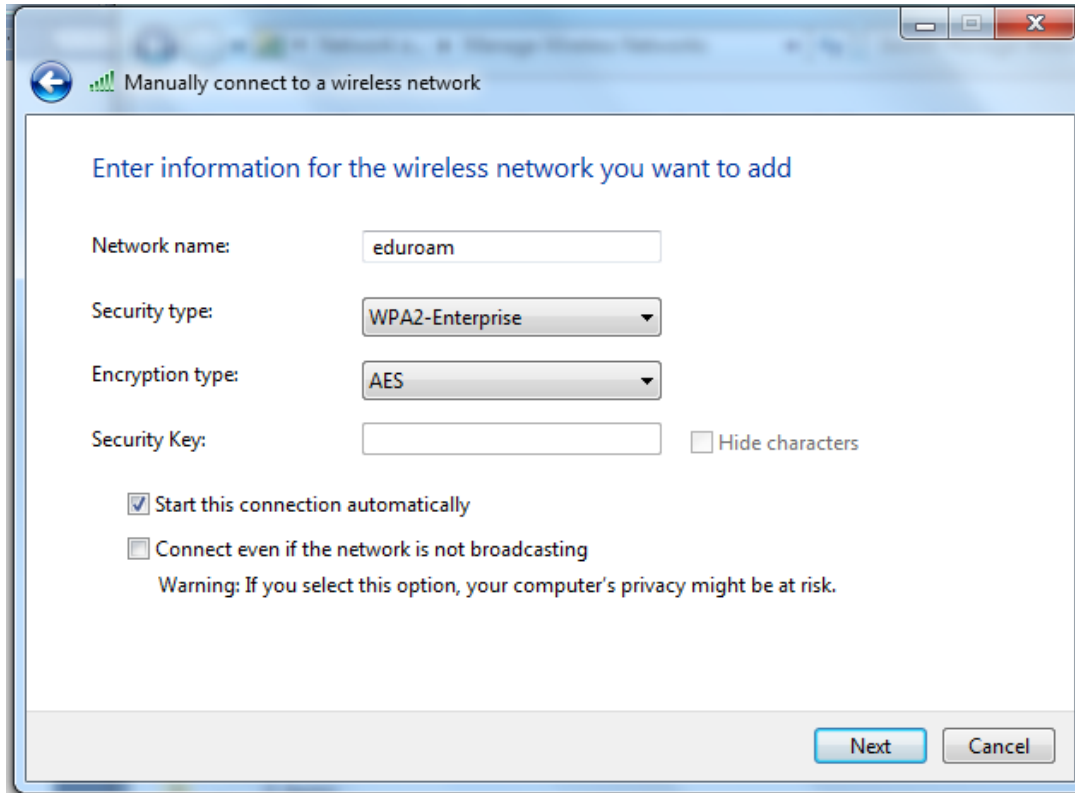 Manually connect to a wireless network
Enter information for the wireless network you want to add
Network name: eduroam
Security type: WPA2-Enterprise
Encryption type: AES
Security Key: Hide characters
Start this connection automatically
Connect even if the network is not broadcasting
Warning: If you select this option, your computer's privacy might be at risk.
Next Cancel